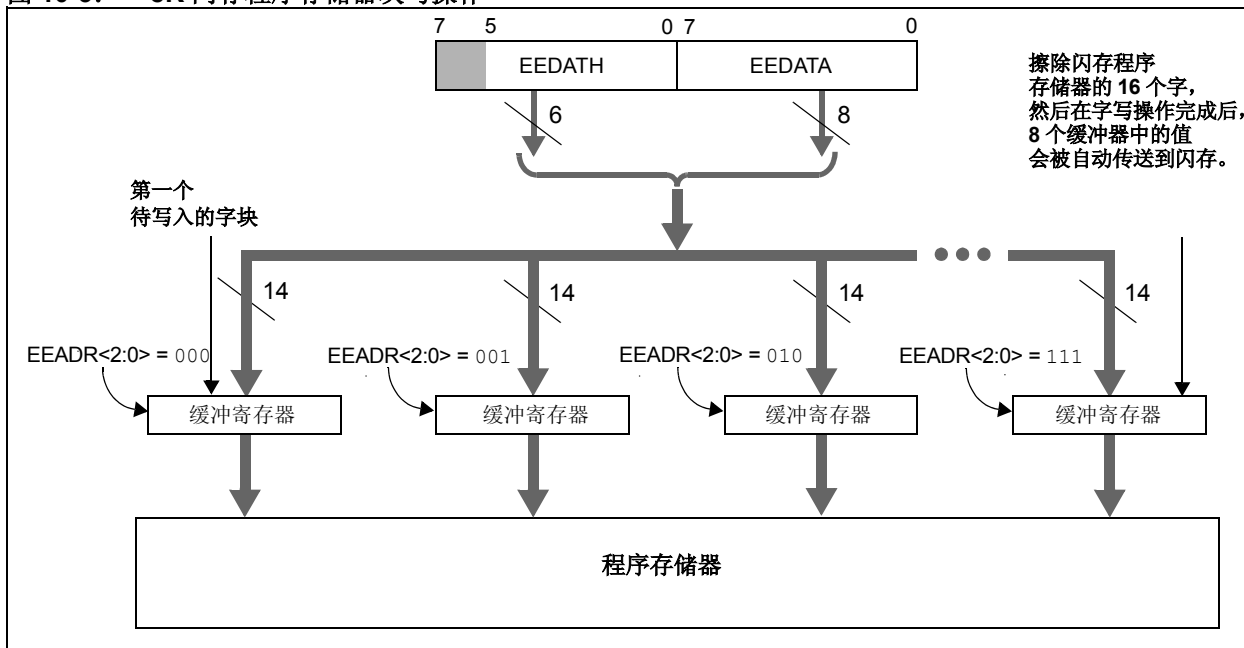 7 5 0 7 0
EEDATH EEDATA
擦除闪存程序
存储器的 16 个字,
然后在字写操作完成后,
8 个缓冲器中的值
会被自动传送到闪存。
6 8
第一个
待写入的字块
14 14 14 14
EEADR<2:0> = 000 EEADR<2:0> = 001 EEADR<2:0> = 010 EEADR<2:0> = 111
缓冲寄存器 缓冲寄存器 缓冲寄存器 缓冲寄存器
程序存储器